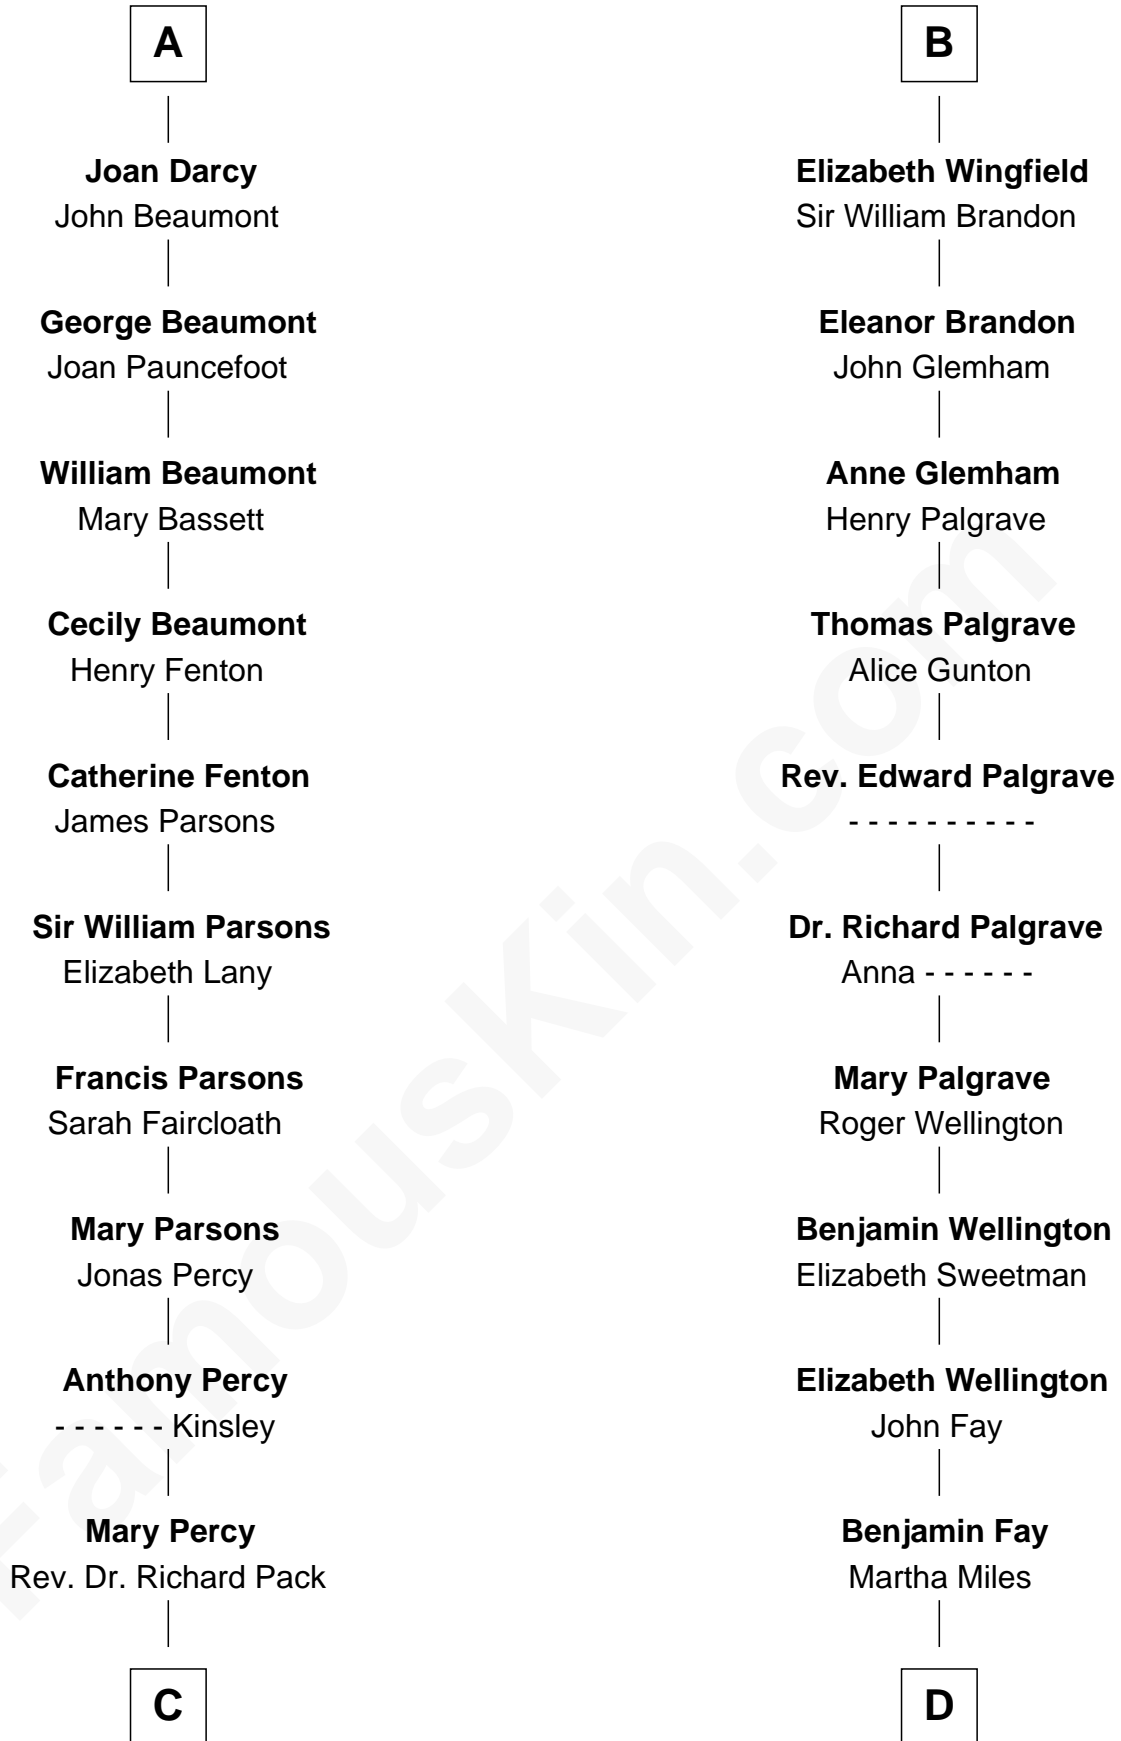 A
Joan Darcy
John Beaumont
George Beaumont
Joan Pauncefoot
William Beaumont
Mary Bassett
Cecily Beaumont
Henry Fenton
Catherine Fenton
James Parsons
Sir William Parsons
Elizabeth Lany
Francis Parsons
Sarah Faircloath
Mary Parsons
Jonas Percy
Anthony Percy
- - - - - - Kinsley
Mary Percy
Rev. Dr. Richard Pack
C
B
Elizabeth Wingfield
Sir William Brandon
Eleanor Brandon
John Glemham
Anne Glemham
Henry Palgrave
Thomas Palgrave
Alice Gunton
Rev. Edward Palgrave
- - - - - - - - - -
Dr. Richard Palgrave
Anna - - - - - -
Mary Palgrave
Roger Wellington
Benjamin Wellington
Elizabeth Sweetman
Elizabeth Wellington
John Fay
Benjamin Fay
Martha Miles
D
FamousKin.com